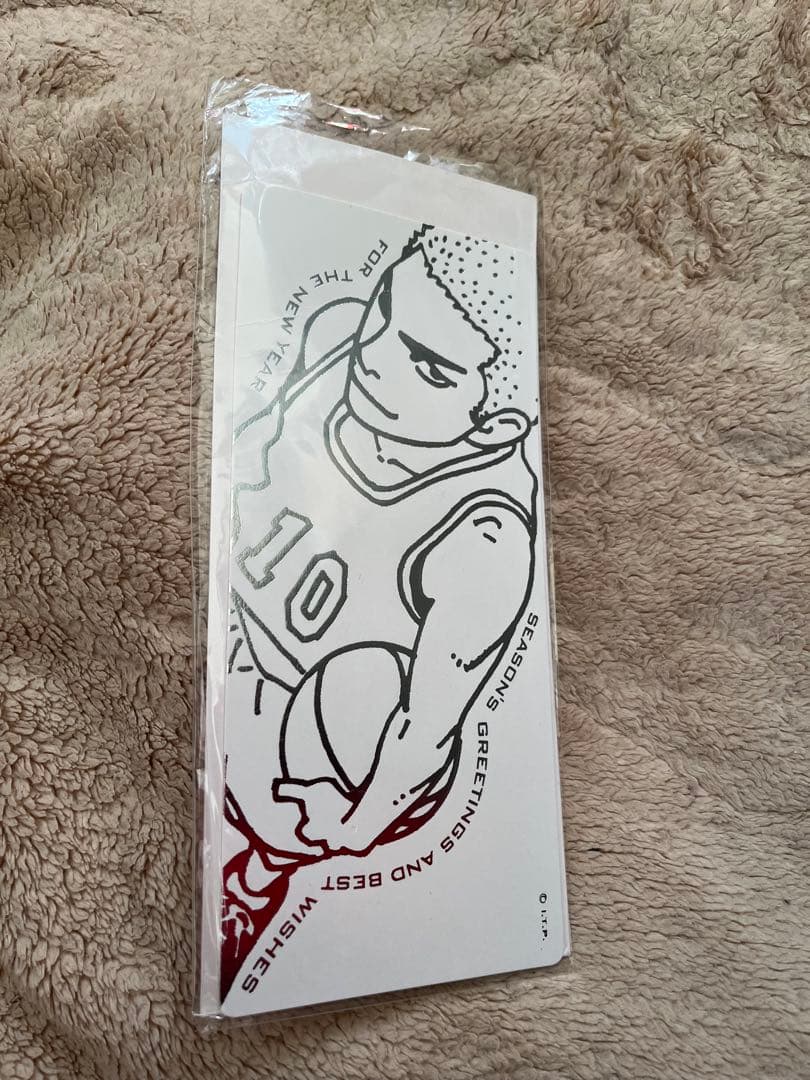 SEASON'S GREETINGS AND BEST WISHES
FOR THE NEW YEAR
10
© I.T.P.